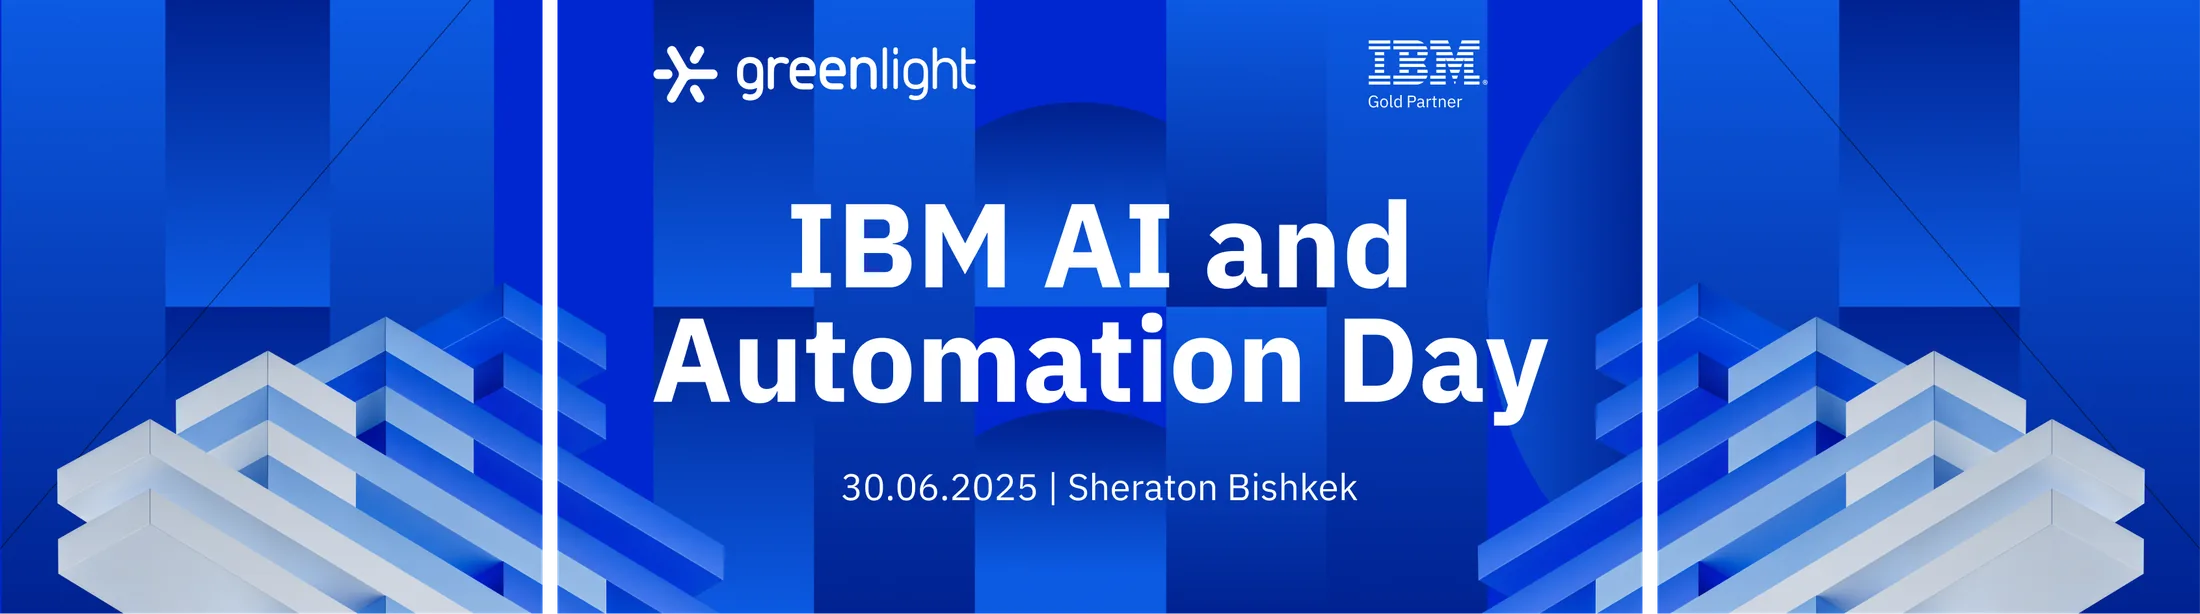 greenlight
IBM®
Gold Partner
IBM AI and
Automation Day
30.06.2025 | Sheraton Bishkek